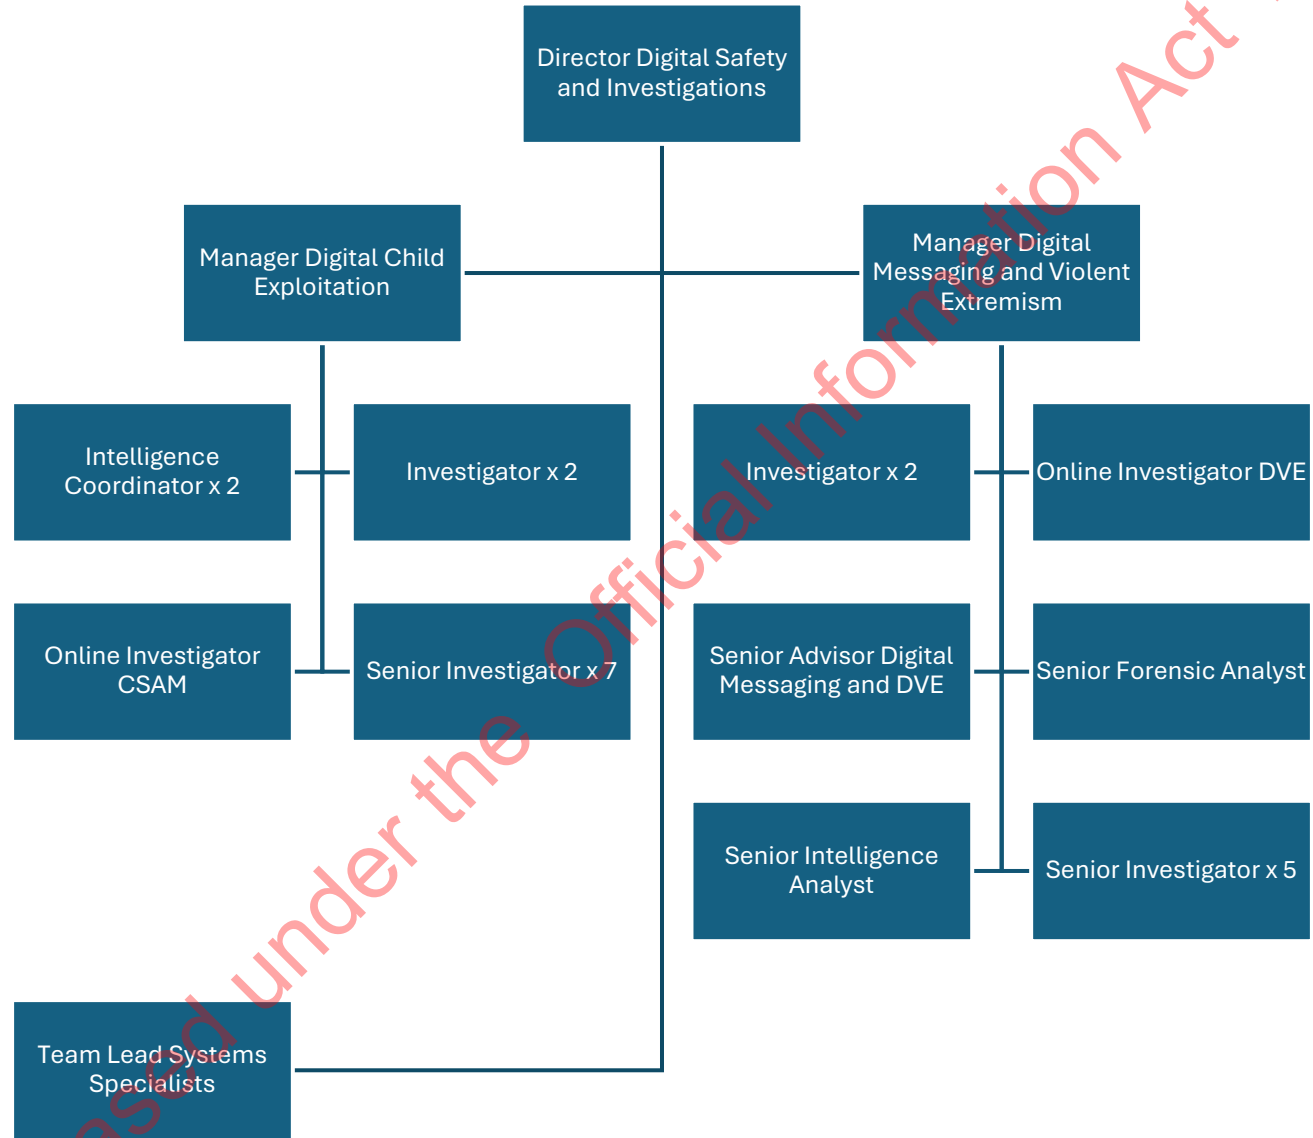 Director Digital Safety
and Investigations
Manager Digital Child
Exploitation
Manager Digital
Messaging and Violent
Extremism
Intelligence
Coordinator x 2
Investigator x 2
Investigator x 2
Online Investigator DVE
Online Investigator
CSAM
Senior Investigator x 7
Senior Advisor Digital
Messaging and DVE
Senior Forensic Analyst
Senior Intelligence
Analyst
Senior Investigator x 5
Team Lead Systems
Specialists
under the Official Information Act